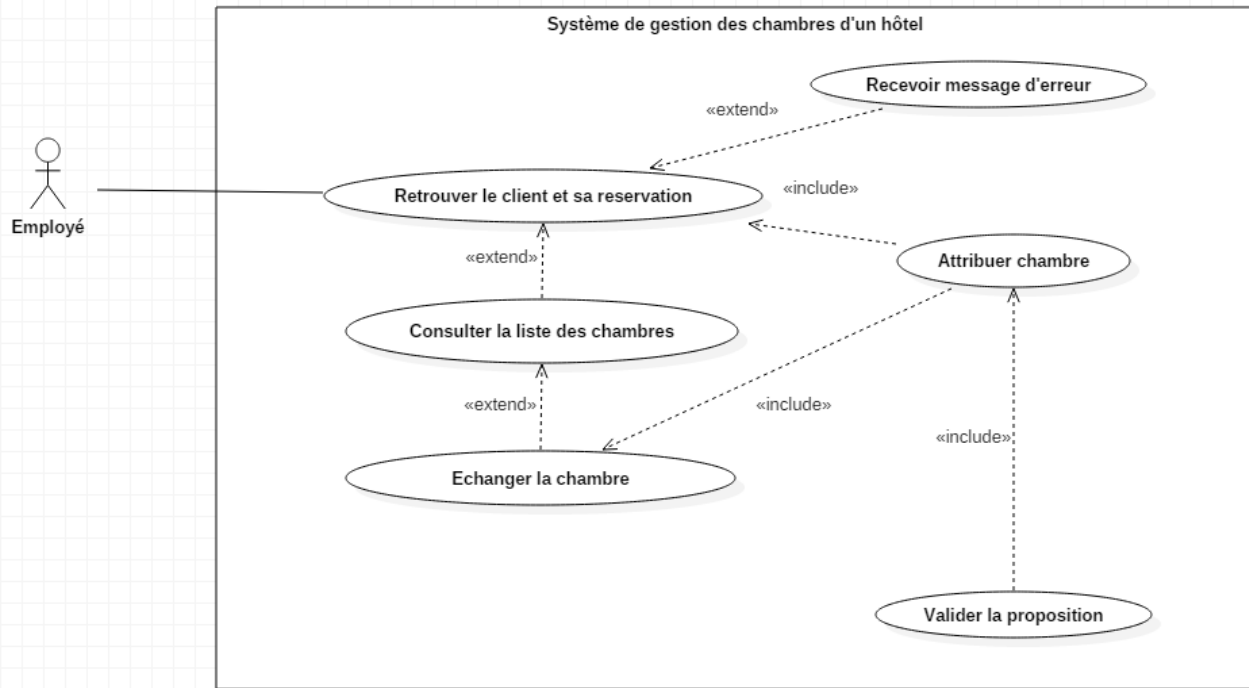 Système de gestion des chambres d'un hôtel
Recevoir message d'erreur
«extend»
Retrouver le client et sa reservation
«include»
Employé
«extend»
Attribuer chambre
Consulter la liste des chambres
«extend»
«include»
«include»
Echanger la chambre
Valider la proposition